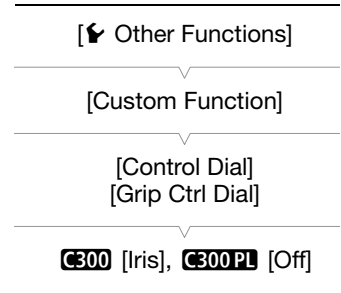 [Other Functions]
[Custom Function]
[Control Dial]
[Grip Ctrl Dial]
C300 [Iris], C300 PL [Off]